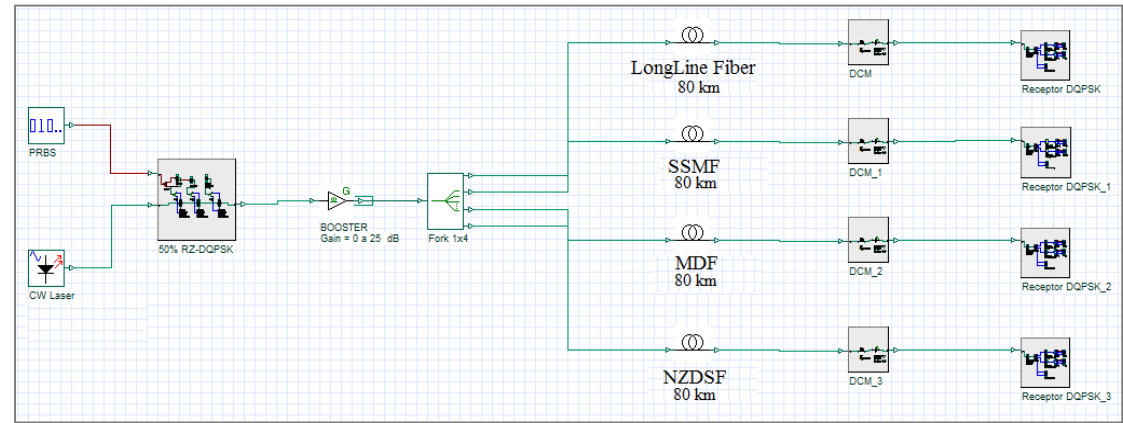 LongLine Fiber
80 km
DCM
Receptor DQPSK
PRBS
SSMF
80 km
DCM_1
Receptor DQPSK_1
50% RZ-DQPSK
G
BOOSTER
Gain = 0 a 25 dB
Fork 1x4
CW Laser
MDF
80 km
DCM_2
Receptor DQPSK_2
NZDSF
80 km
DCM_3
Receptor DQPSK_3